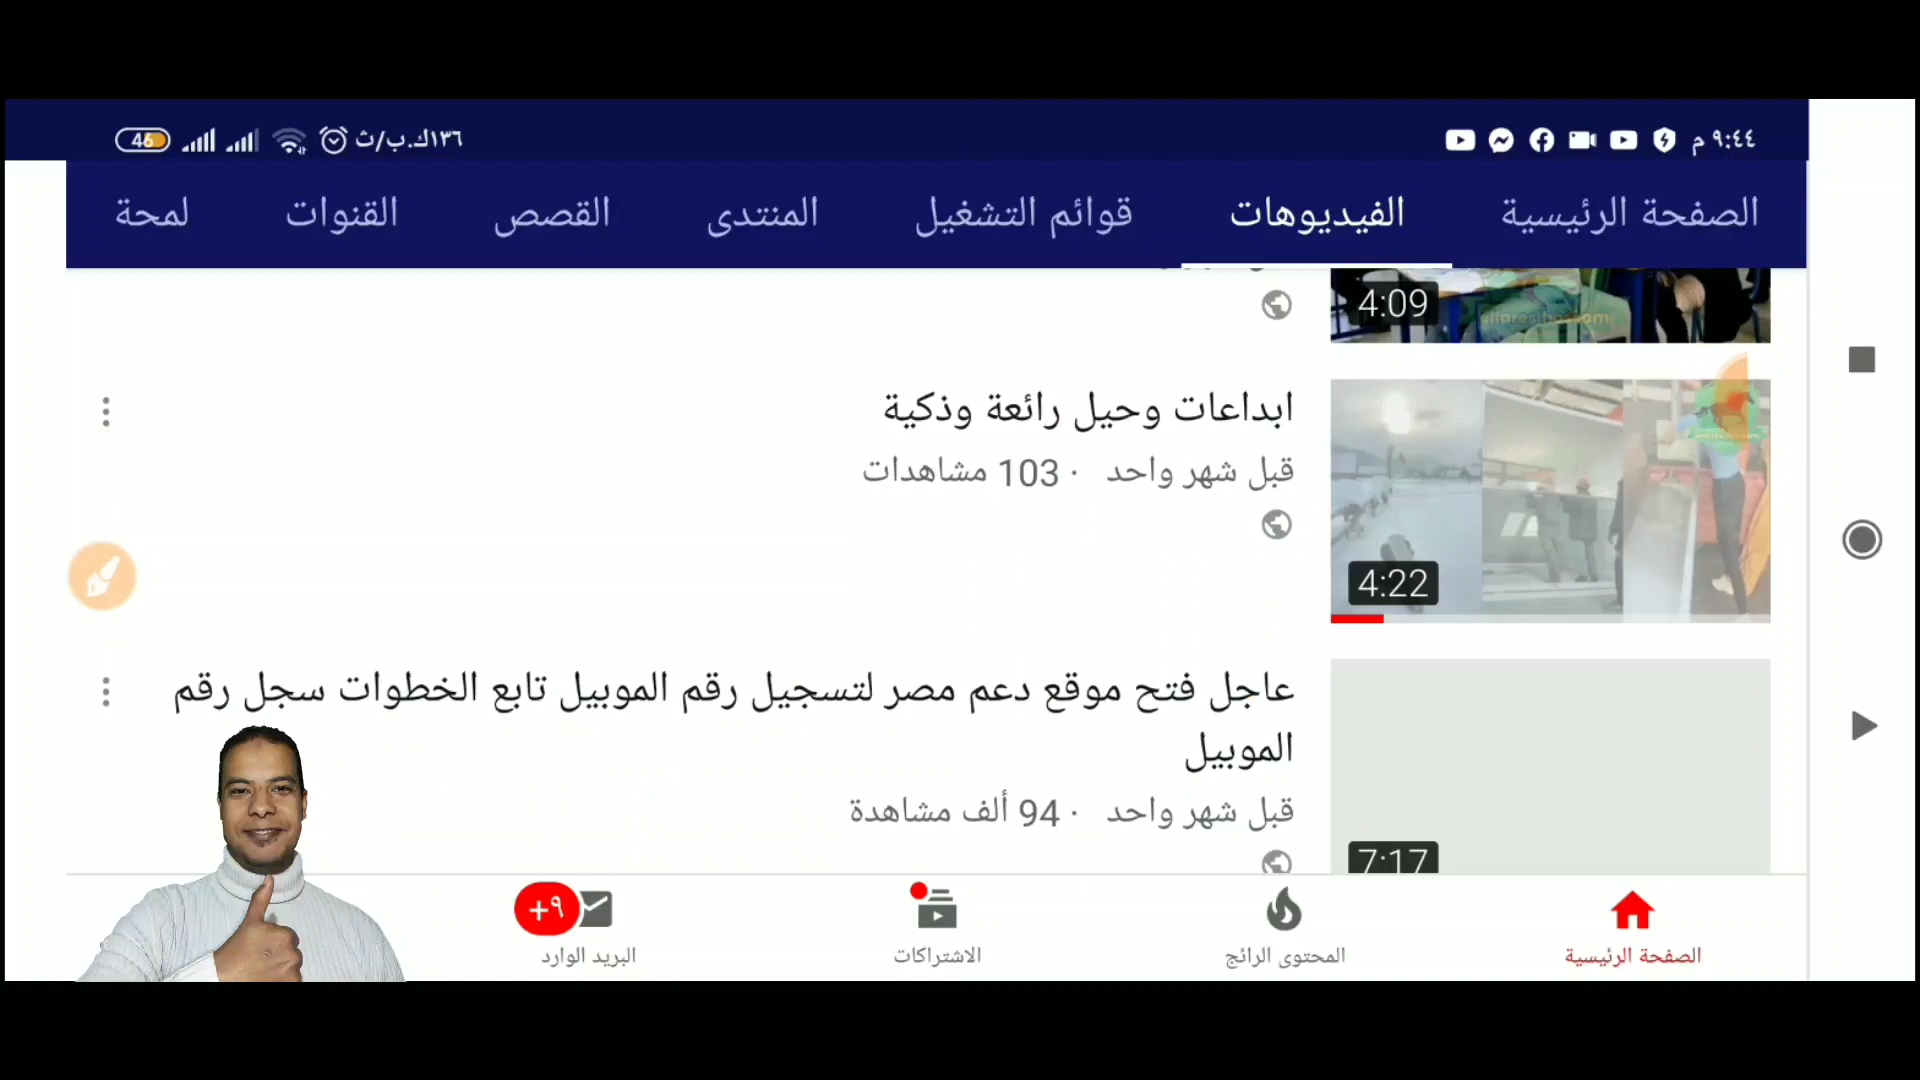 ٩:٤٤ م
١٣٦ك.ب/ث
46
الصفحة الرئيسية
الفيديوهات
قوائم التشغيل
المنتدى
القصص
القنوات
لمحة
4:09
ابداعات وحيل رائعة وذكية
قبل شهر واحد · 103 مشاهدات
4:22
عاجل فتح موقع دعم مصر لتسجيل رقم الموبيل تابع الخطوات سجل رقم
الموبيل
قبل شهر واحد · 94 ألف مشاهدة
7:17
الصفحة الرئيسية
المحتوى الرائج
الاشتراكات
+٩
البريد الوارد